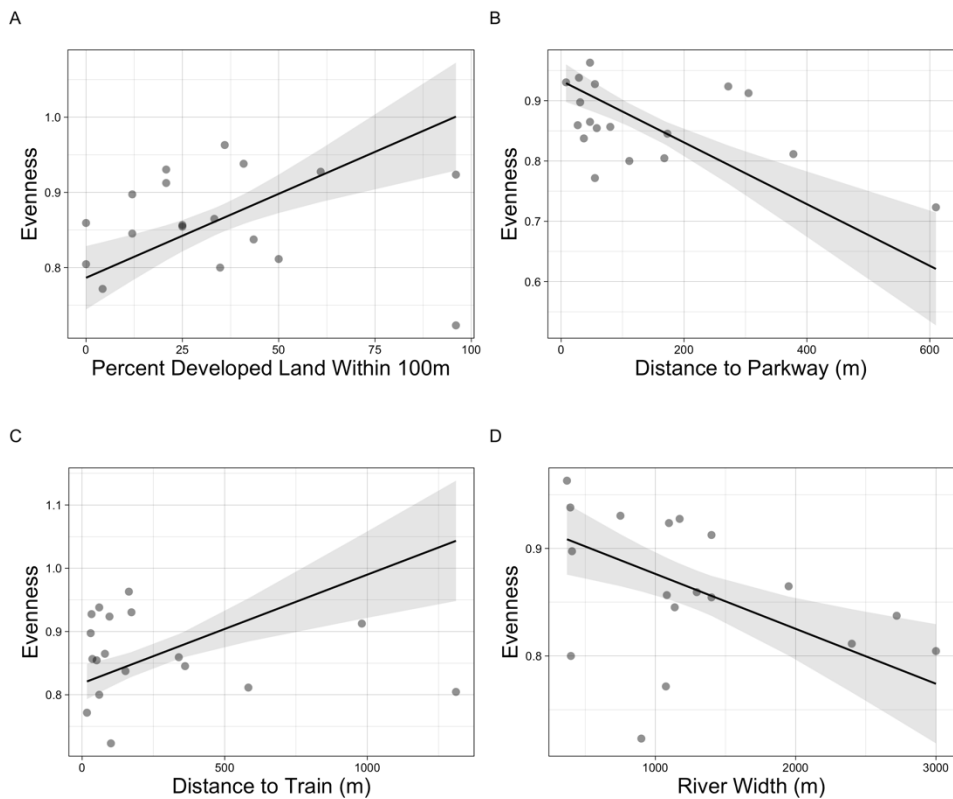 A
B
1.0
0.9
0.8
Evenness
0
25
50
75
100
Percent Developed Land Within 100m
0.9
0.8
0.7
0.6
Evenness
0
200
400
600
Distance to Parkway (m)
C
D
1.1
1.0
0.9
0.8
Evenness
0
500
1000
Distance to Train (m)
0.9
0.8
Evenness
1000
2000
3000
River Width (m)